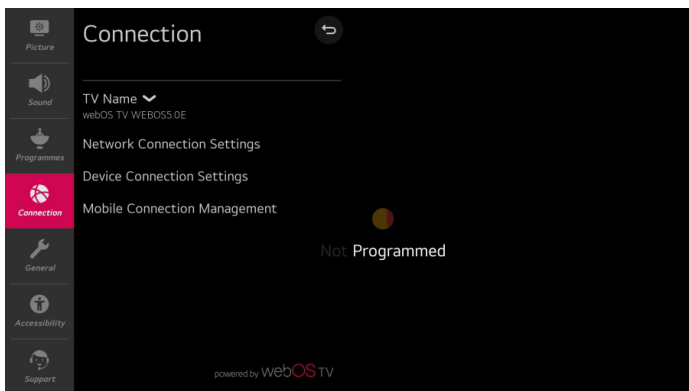 Picture
Sound
Programmes
Connection
General
Accessibility
Support
Connection
TV Name
webOS TV WEBOS5.0E
Network Connection Settings
Device Connection Settings
Mobile Connection Management
Not Programmed
powered by webOS TV